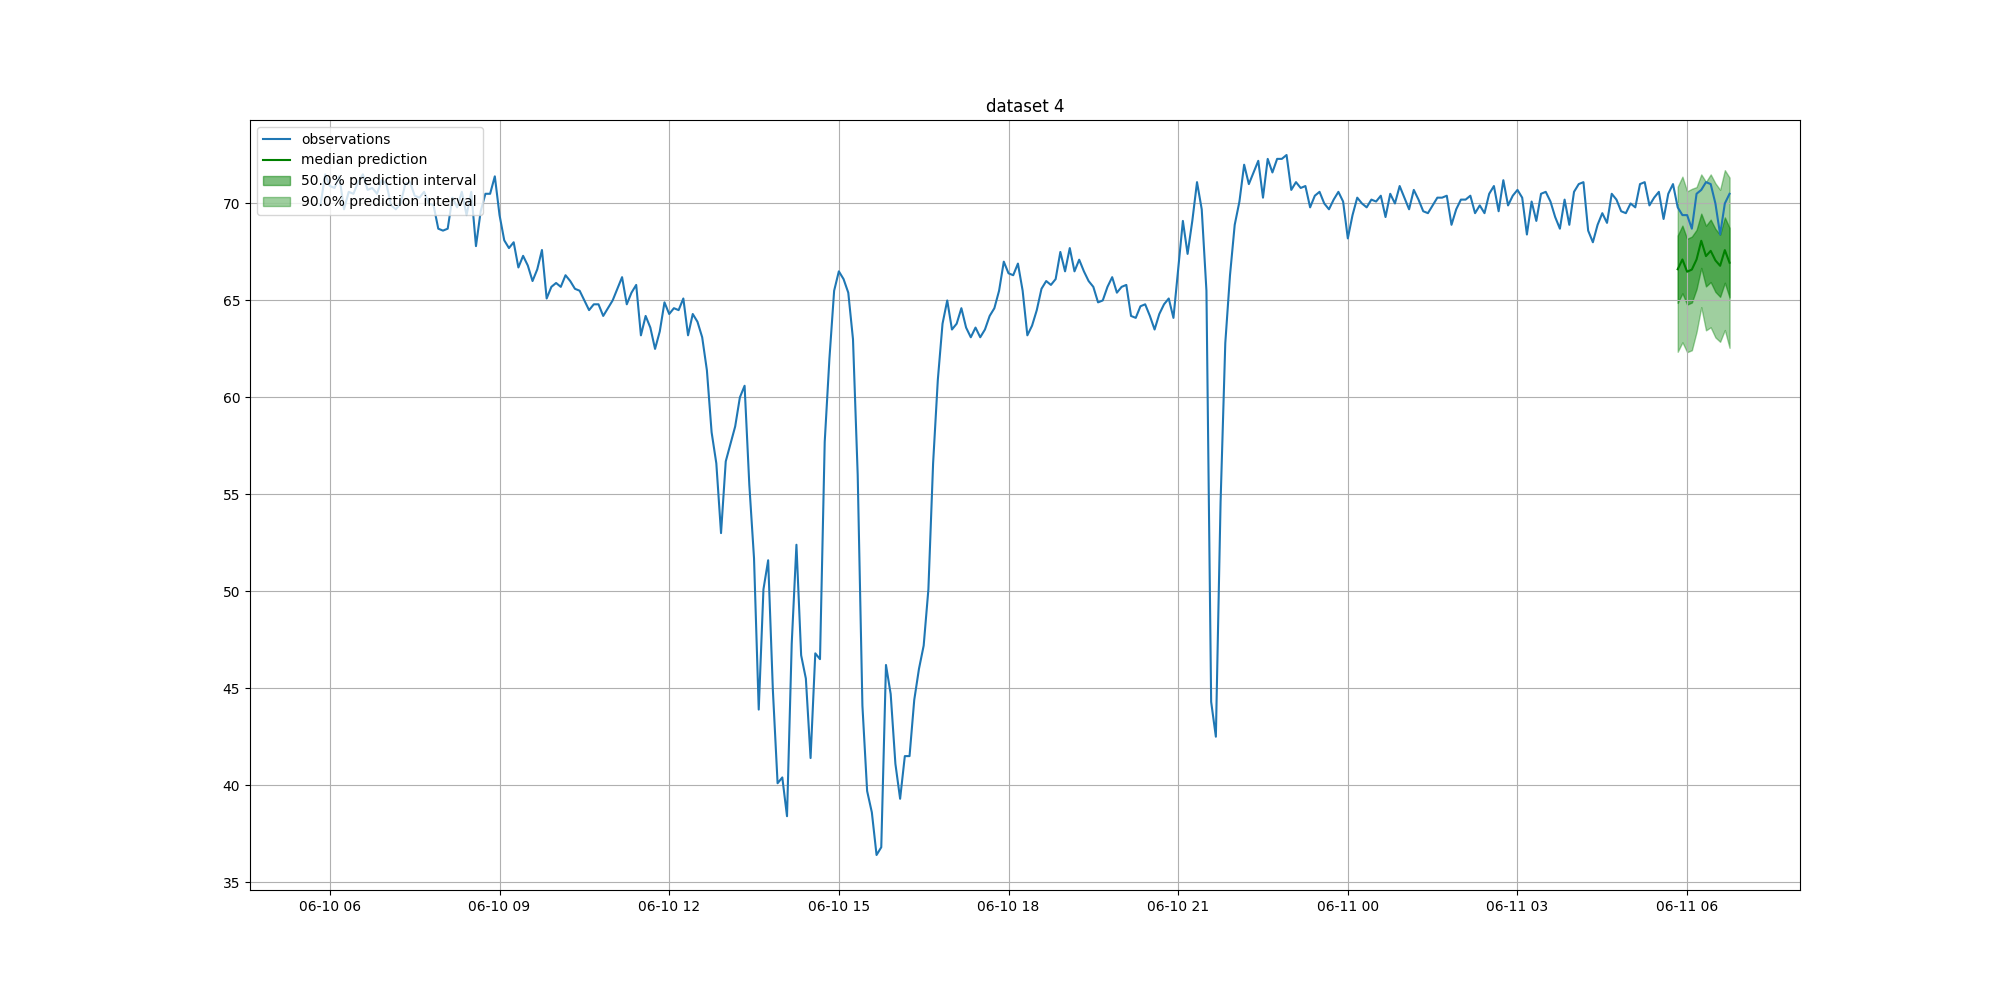 dataset 4
observations
median prediction
50.0% prediction interval
90.0% prediction interval
70
65
60
55
50
45
40
35
06-10 06 06-10 09 06-10 12 06-10 15 06-10 18 06-10 21 06-11 00 06-11 03 06-11 06